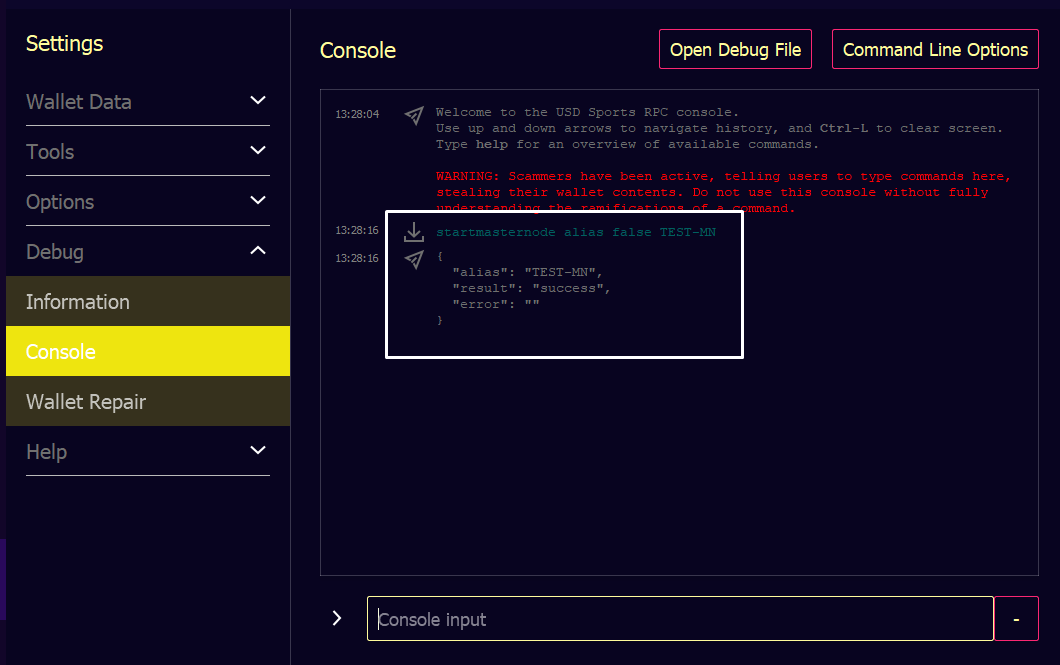 Settings
Wallet Data
Tools
Options
Debug
Information
Console
Wallet Repair
Help
Console
Open Debug File
Command Line Options
13:28:04
Welcome to the USD Sports RPC console.
Use up and down arrows to navigate history, and Ctrl-L to clear screen.
Type help for an overview of available commands.
WARNING: Scammers have been active, telling users to type commands here,
stealing their wallet contents. Do not use this console without fully
understanding the ramifications of a command.
13:28:16
startmasternode alias false TEST-MN
13:28:16
{
"alias": "TEST-MN",
"result": "success",
"error": ""
}
Console input
-